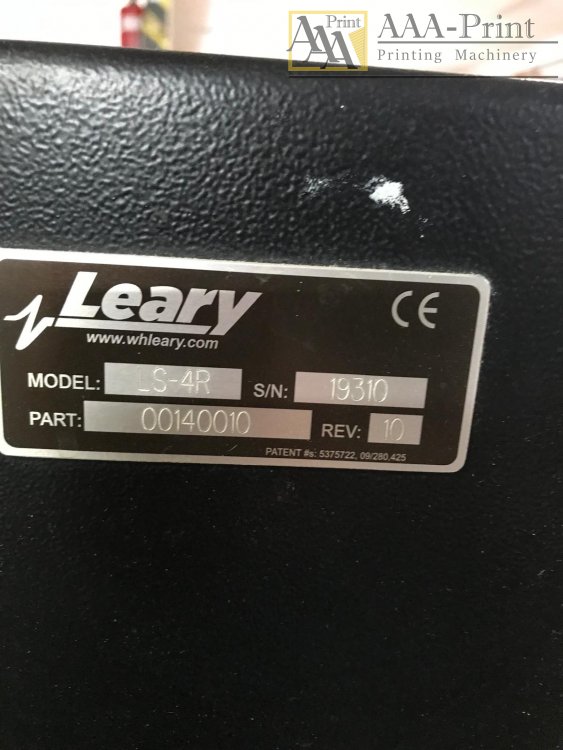 Print
AAA
AAA-Print
Printing Machinery
Leary
www.whleary.com
CE
MODEL: LS-4R S/N: 19310
PART: 00140010 REV: 10
PATENT #s: 5375722, 09/280,425